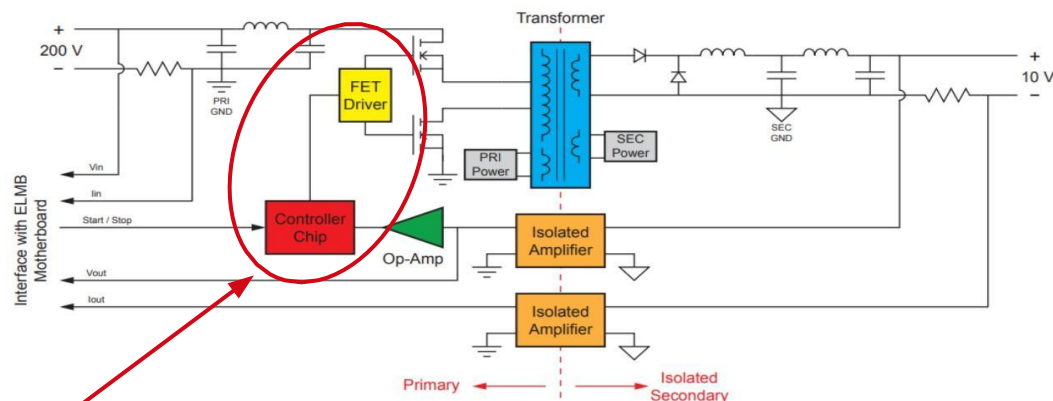 Transformer
+
200 V
−
PRI
GND
FET
Driver
+
10 V
−
SEC
GND
PRI
Power
SEC
Power
Vin
Iin
Start / Stop
Controller
Chip
Op-Amp
Isolated
Amplifier
Vout
Iout
Isolated
Amplifier
Interface with ELMB
Motherboard
Primary
Isolated
Secondary